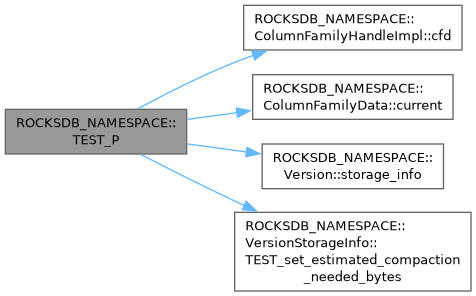 ROCKSDB_NAMESPACE::
TEST_P
ROCKSDB_NAMESPACE::
ColumnFamilyHandleImpl::cfd
ROCKSDB_NAMESPACE::
ColumnFamilyData::current
ROCKSDB_NAMESPACE::
Version::storage_info
ROCKSDB_NAMESPACE::
VersionStorageInfo::
TEST_set_estimated_compaction
_needed_bytes